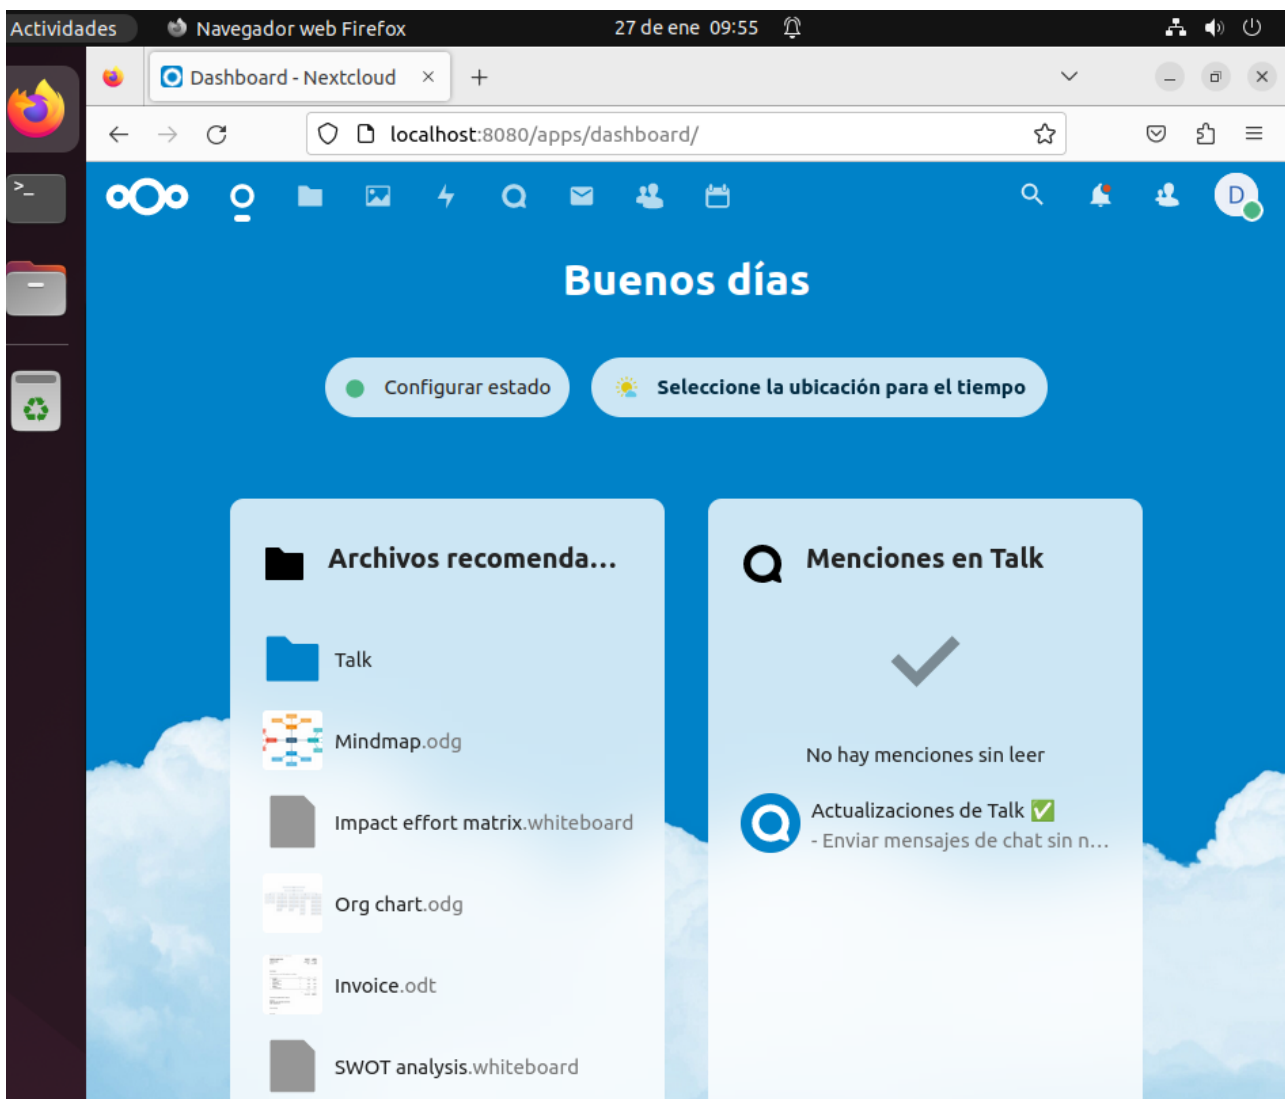 Actividades
Navegador web Firefox
27 de ene 09:55
Dashboard - Nextcloud
localhost:8080/apps/dashboard/
D
Buenos días
Configurar estado
Seleccione la ubicación para el tiempo
Archivos recomenda...
Talk
Mindmap.odg
Impact effort matrix.whiteboard
Org chart.odg
Invoice.odt
SWOT analysis.whiteboard
Menciones en Talk
No hay menciones sin leer
Actualizaciones de Talk ✅
- Enviar mensajes de chat sin n...